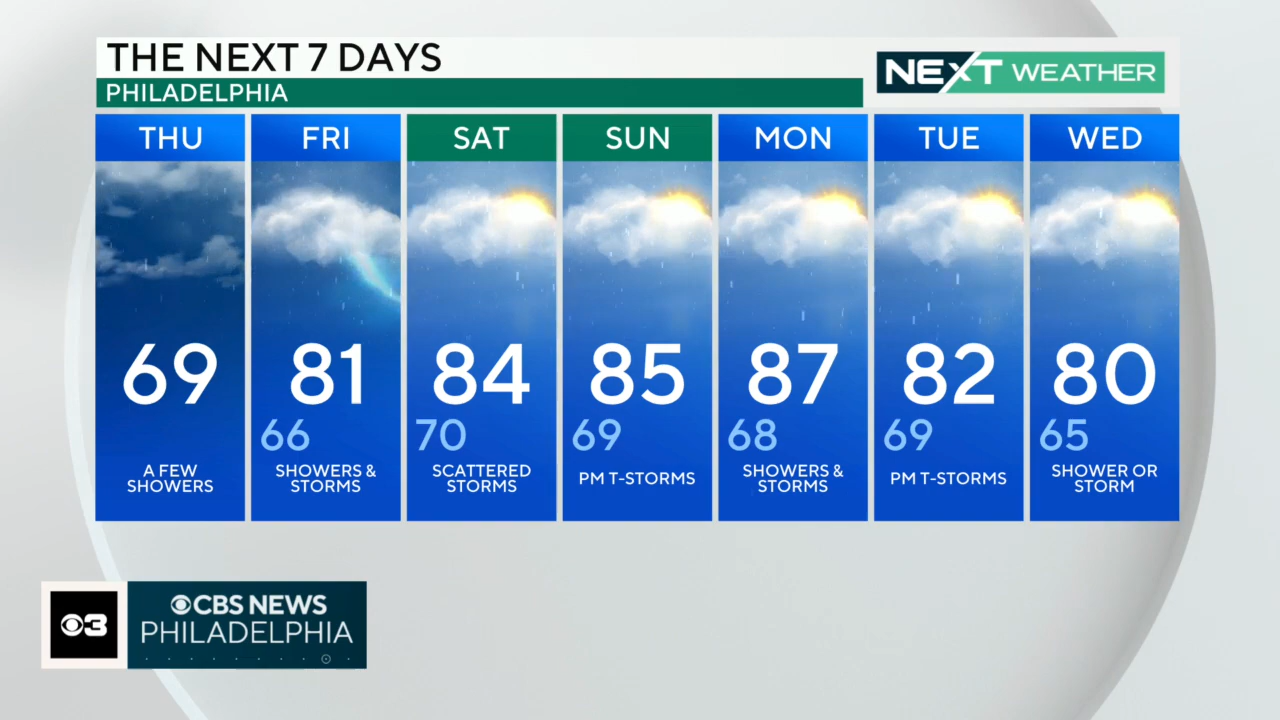 THE NEXT 7 DAYS
NEXT WEATHER
PHILADELPHIA
THU FRI SAT SUN MON TUE WED
69 81 84 85 87 82 80
66 70 69 68 69 65
A FEW
SHOWERS
SHOWERS &
STORMS
SCATTERED
STORMS
PM T-STORMS
SHOWERS &
STORMS
PM T-STORMS
SHOWER OR
STORM
3
CBS NEWS
PHILADELPHIA